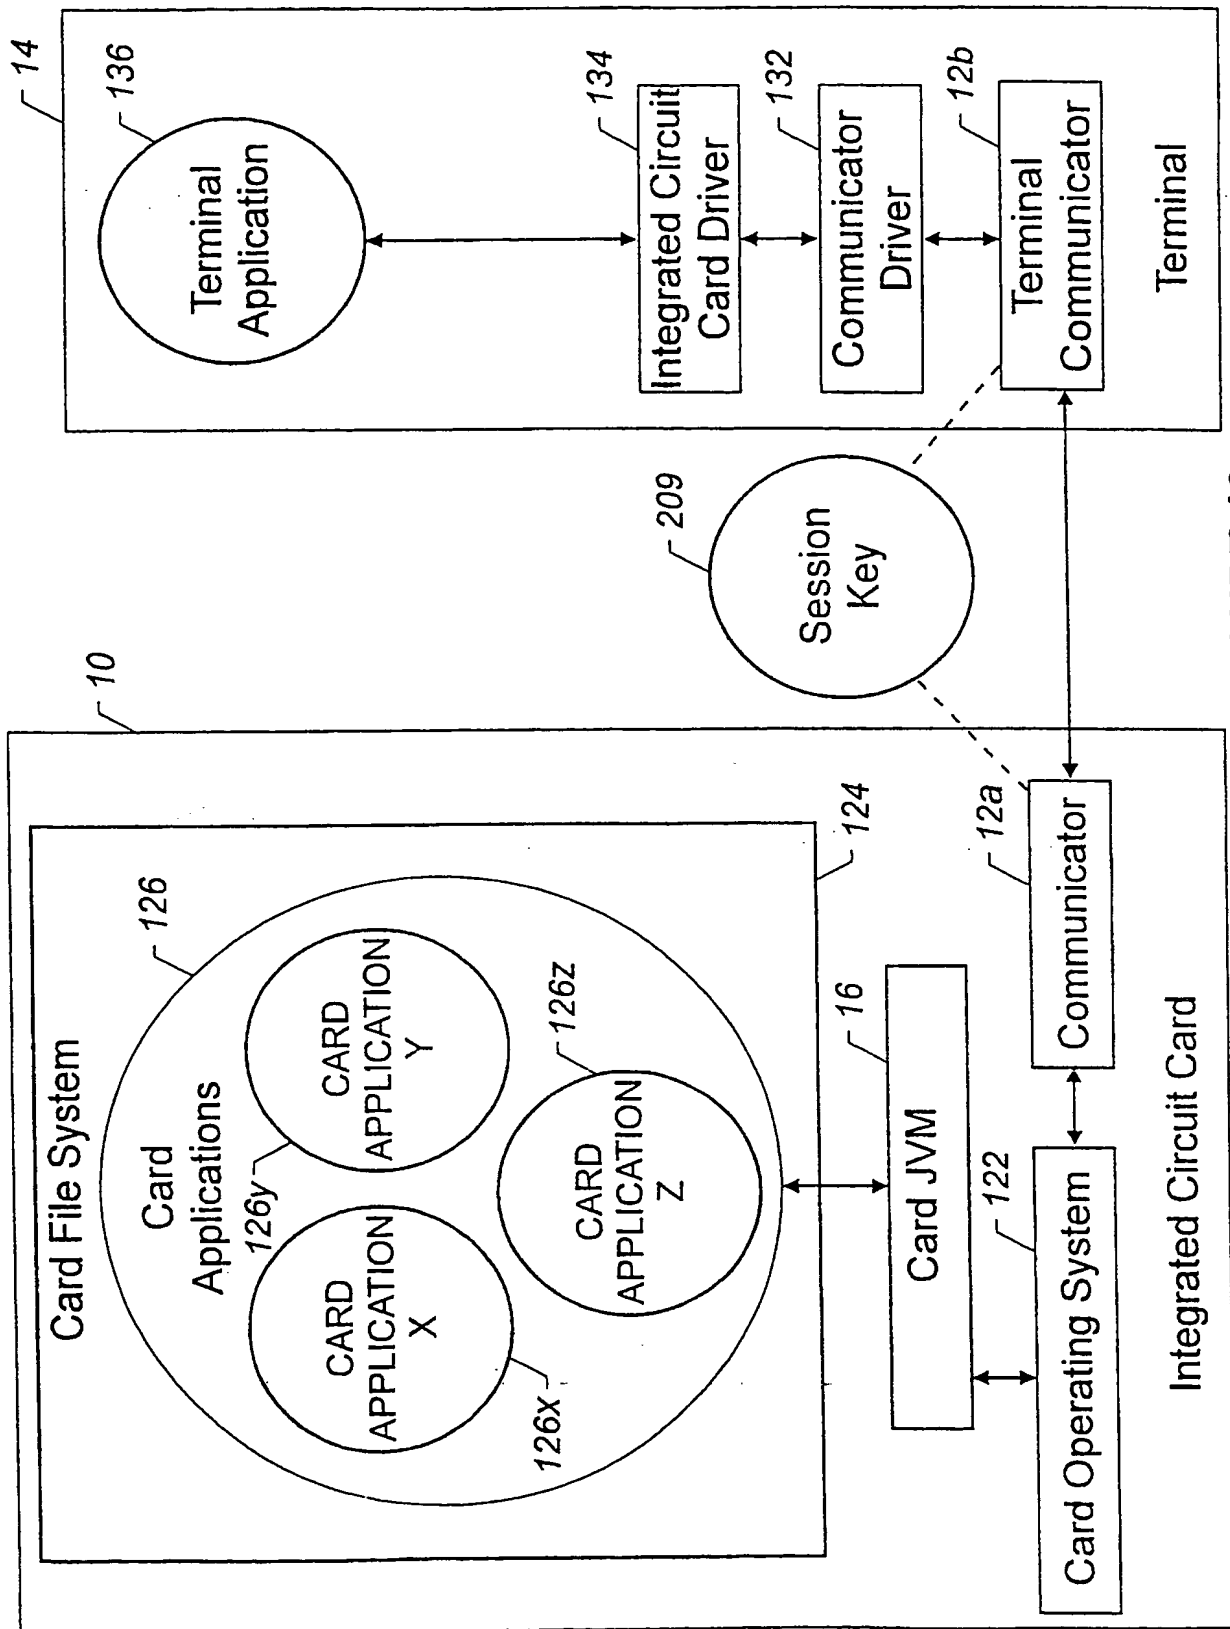 10
Card File System
Card
Applications
126
126y
CARD
APPLICATION
X
CARD
APPLICATION
Y
126x
CARD
APPLICATION
Z
126z
124
Card JVM
16
122
Card Operating System
12a
Communicator
Integrated Circuit Card
209
Session
Key
14
136
Terminal
Application
134
Integrated Circuit
Card Driver
132
Communicator
Driver
12b
Terminal
Communicator
Terminal